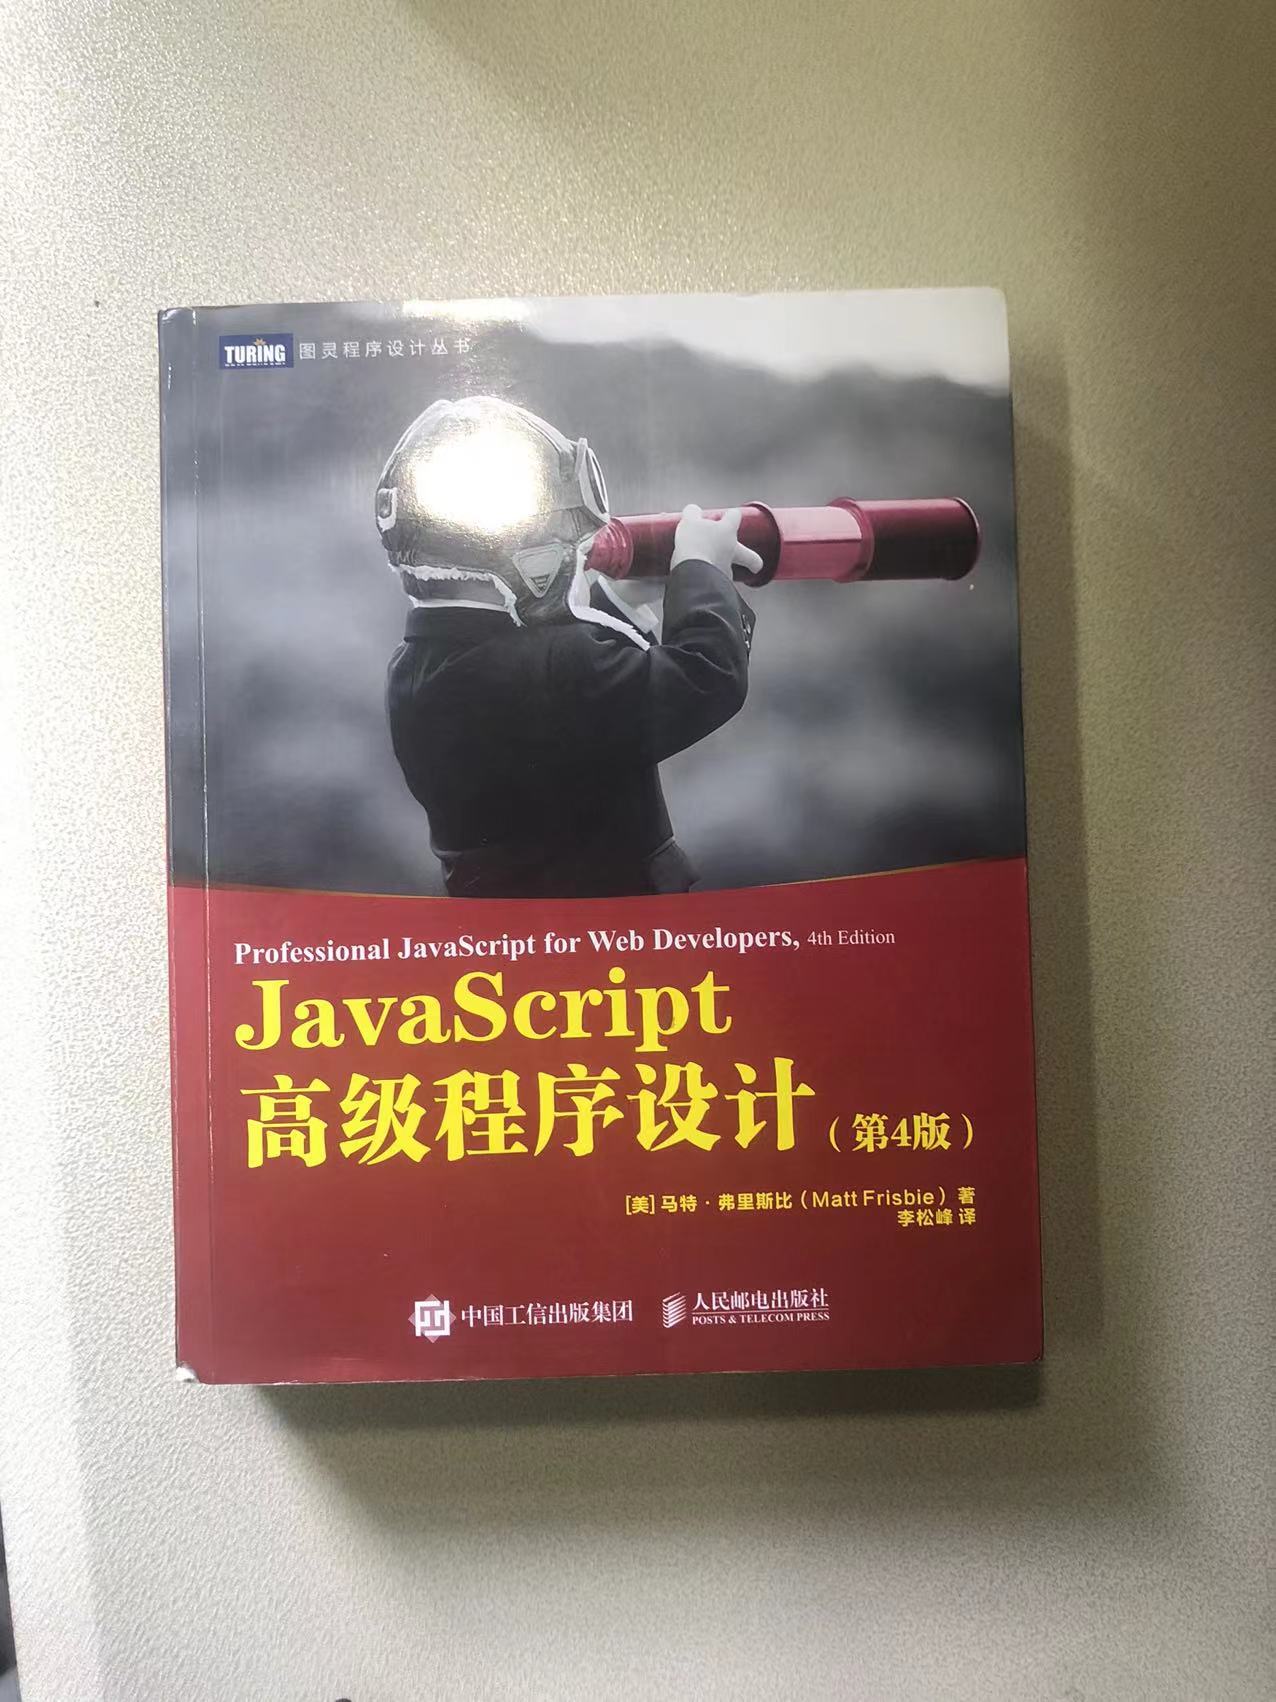 TURING 图灵程序设计丛书
Professional JavaScript for Web Developers, 4th Edition
JavaScript
高级程序设计（第4版）
[美] 马特·弗里斯比（Matt Frisbie）著
李松峰 译
中国工信出版集团 人民邮电出版社
POSTS & TELECOM PRESS